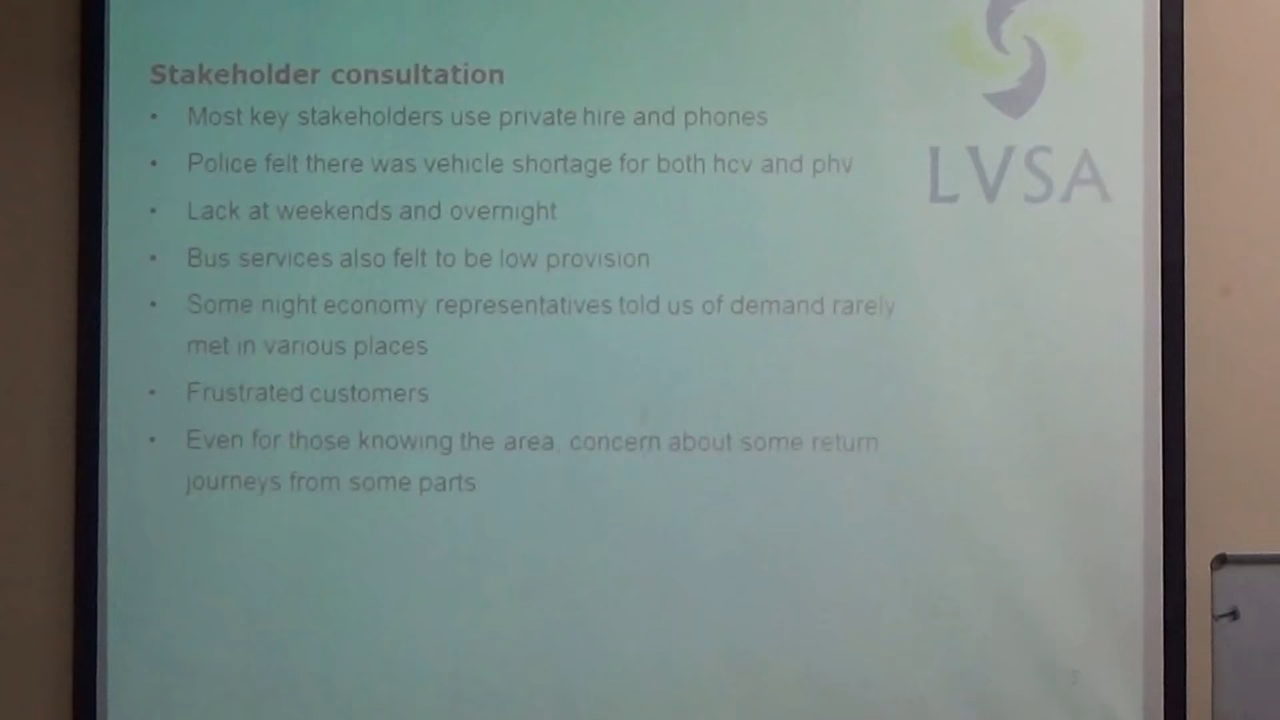 Stakeholder consultation
• Most key stakeholders use private hire and phones
• Police felt there was vehicle shortage for both hcv and phv
• Lack at weekends and overnight
• Bus services also felt to be low provision
• Some night economy representatives told us of demand rarely
met in various places
• Frustrated customers
• Even for those knowing the area, concern about some return
journeys from some parts
LVSA